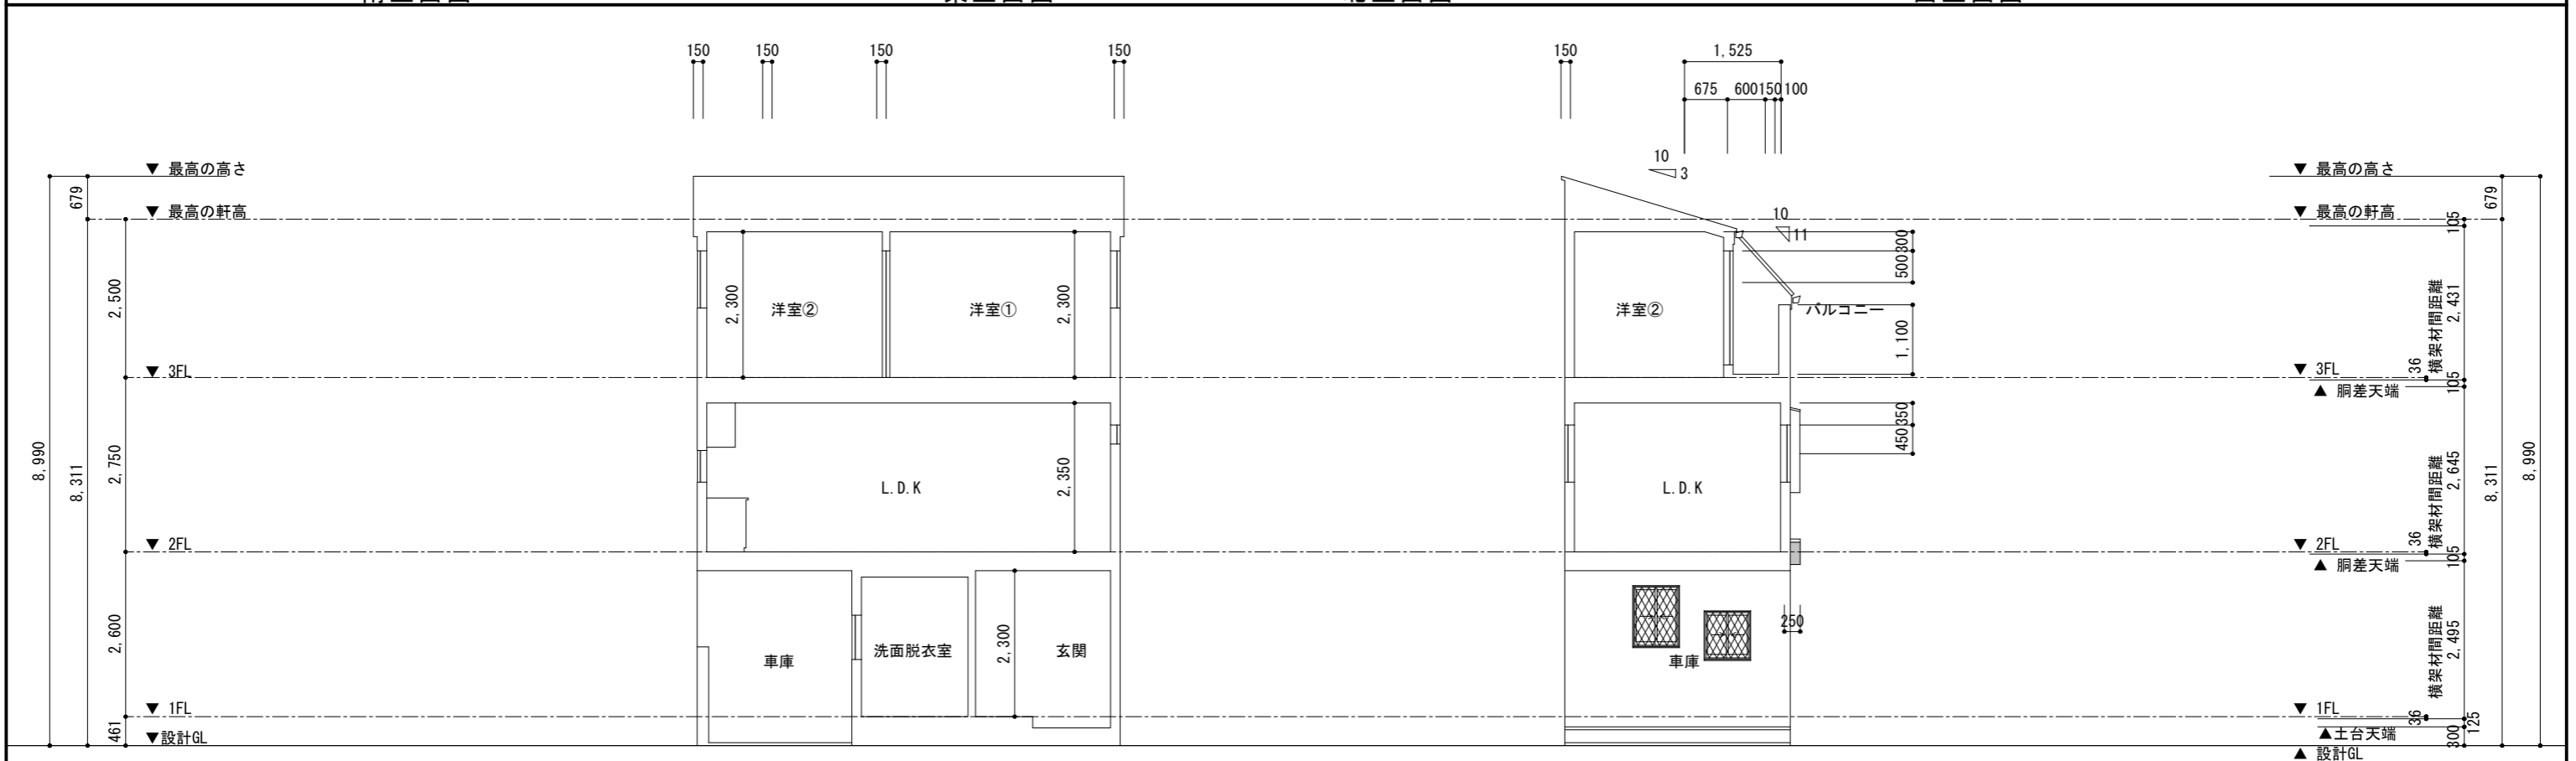 150 150 150 150 150 1,525
675 600 150 100
10
3
▼ 最高の高さ ▼ 最高の高さ
679 679
▼ 最高の軒高 10 ▼ 最高の軒高
11 105
300
500
2,500 2,300 洋室② 洋室① 2,300 洋室② バルコニー 横架材間距離 2,431
1,100
▼ 3FL 36 ▼ 3FL
105
▲ 胴差天端
350
450
8,990 8,311 2,750 L.D.K 2,350 L.D.K 横架材間距離 2,645 8,311 8,990
▼ 2FL 36 ▼ 2FL
105
▲ 胴差天端
250
2,600 車庫 洗面脱衣室 2,300 玄関 車庫 横架材間距離 2,495
▼ 1FL ▼ 1FL 36
461 125
▼設計GL ▲土台天端 300
▲ 設計GL